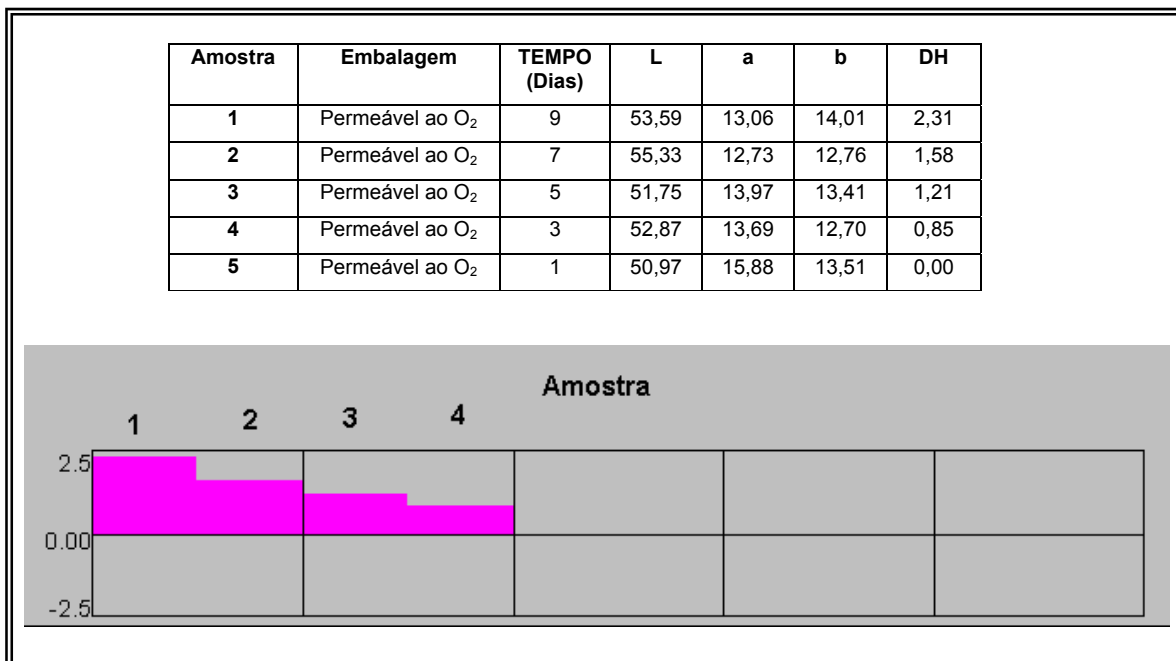 Amostra Embalagem TEMPO (Dias) L a b DH
1 Permeável ao O₂ 9 53,59 13,06 14,01 2,31
2 Permeável ao O₂ 7 55,33 12,73 12,76 1,58
3 Permeável ao O₂ 5 51,75 13,97 13,41 1,21
4 Permeável ao O₂ 3 52,87 13,69 12,70 0,85
5 Permeável ao O₂ 1 50,97 15,88 13,51 0,00
Amostra
1 2 3 4
2.5
0.00
-2.5